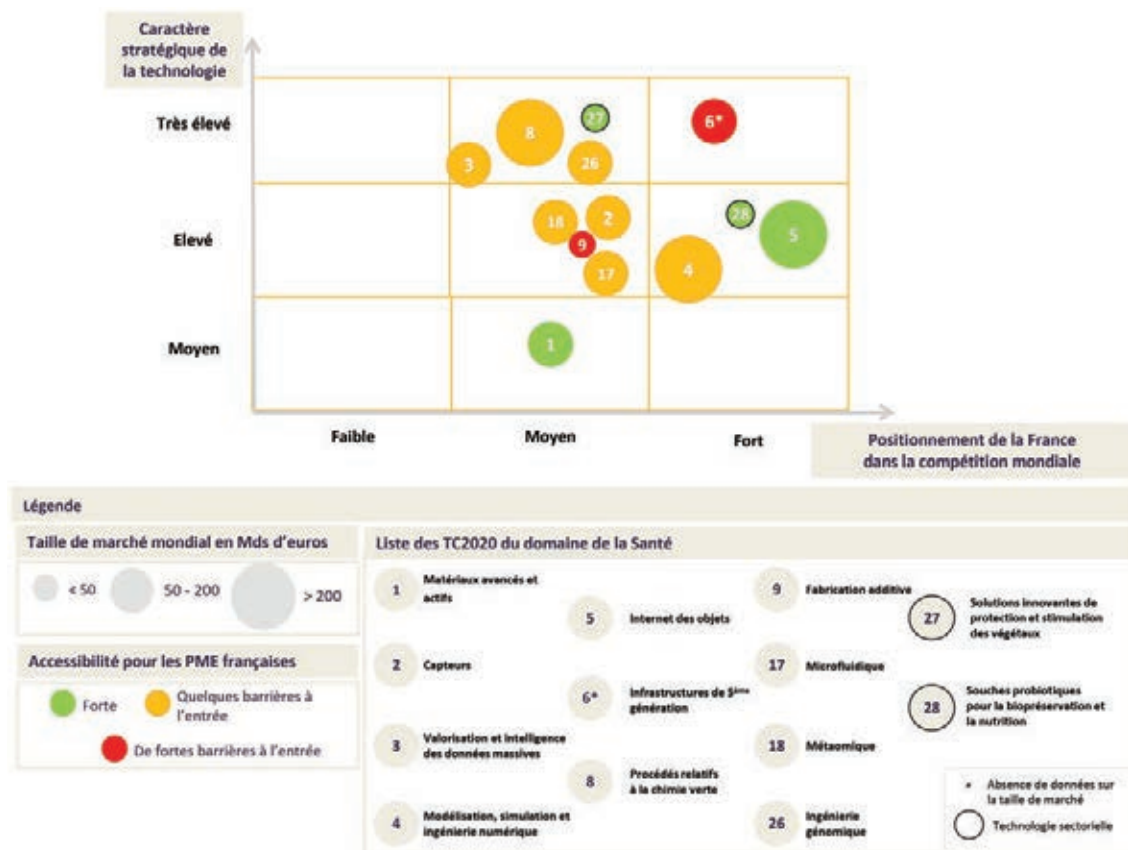 Caractère
stratégique de
la technologie
Très élevé
8
27
6*
3
26
Elevé
18
2
28
5
9
4
17
Moyen
1
Faible
Moyen
Fort
Positionnement de la France
dans la compétition mondiale
Légende
Taille de marché mondial en Mds d'euros
< 50
50 - 200
> 200
Accessibilité pour les PME françaises
Forte
Quelques barrières à
l'entrée
De fortes barrières à l'entrée
Liste des TC2020 du domaine de la Santé
1
Matériaux avancés et
actifs
2
Capteurs
3
Valorisation et intelligence
des données massives
4
Modélisation, simulation et
ingénierie numérique
5
Internet des objets
6*
Infrastructures de 5ème
génération
8
Procédés relatifs
à la chimie verte
9
Fabrication additive
17
Microfluidique
18
Métaomique
26
Ingénierie
génomique
27
Solutions innovantes de
protection et stimulation
des végétaux
28
Souches probiotiques
pour la biopréservation et
la nutrition
* Absence de données sur
la taille de marché
Technologie sectorielle